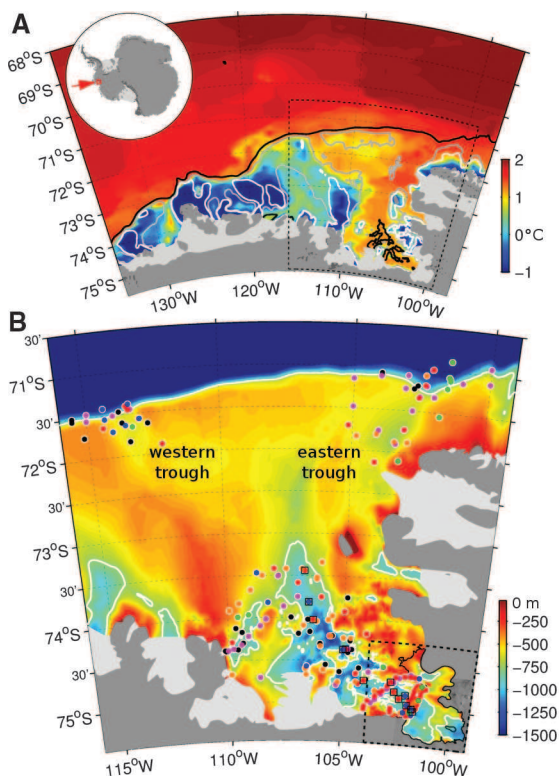 A
68°S
69°S
70°S
71°S
72°S
73°S
74°S
75°S
130°W
120°W
110°W
100°W
2
1
0°C
−1
B
30'
71°S
30'
72°S
30'
73°S
30'
74°S
30'
75°S
western
trough
eastern
trough
115°W
110°W
105°W
100°W
0 m
−250
−500
−750
−1000
−1250
−1500